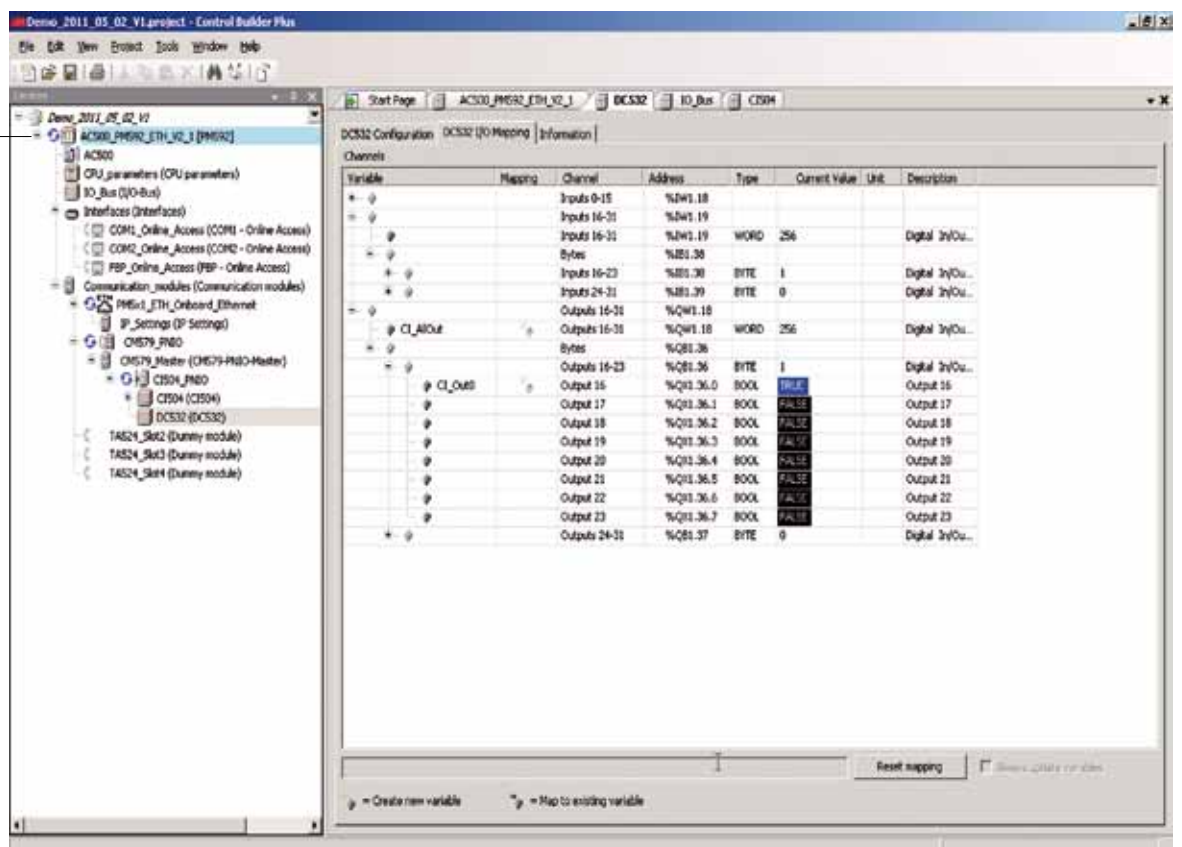 Demo_2011_05_02_V1.project - Control Builder Plus
File Edit View Project Tools Window Help
Demo_2011_05_02_V1
AC500_PM592_ETH_V2_1 [PM592]
AC500
CPU_parameters (CPU parameters)
IO_Bus (I/O-Bus)
Interfaces (Interfaces)
COM1_Online_Access (COM1 - Online Access)
COM2_Online_Access (COM2 - Online Access)
FBP_Online_Access (FBP - Online Access)
Communication_modules (Communication modules)
PM5x1_ETH_Onboard_Ethernet
IP_Settings (IP Settings)
CM579_PNIO
CM579_Master (CM579-PNIO-Master)
CI504_PNIO
CI504 (CI504)
DC532 (DC532)
TA524_Slot2 (Dummy module)
TA524_Slot3 (Dummy module)
TA524_Slot4 (Dummy module)
Start Page AC500_PM592_ETH_V2_1 DC532 IO_Bus CI504
DC532 Configuration DC532 I/O Mapping Information
Channels
Variable Mapping Channel Address Type Current Value Unit Description
Inputs 0-15 %IW1.18
Inputs 16-31 %IW1.19
Inputs 16-31 %IW1.19 WORD 256 Digital In/Ou...
Bytes %IB1.38
Inputs 16-23 %IB1.38 BYTE 1 Digital In/Ou...
Inputs 24-31 %IB1.39 BYTE 0 Digital In/Ou...
Outputs 16-31 %QW1.18
CI_AlOut Outputs 16-31 %QW1.18 WORD 256 Digital In/Ou...
Bytes %QB1.36
Outputs 16-23 %QB1.36 BYTE 1 Digital In/Ou...
CI_Out0 Output 16 %QX1.36.0 BOOL TRUE Output 16
Output 17 %QX1.36.1 BOOL FALSE Output 17
Output 18 %QX1.36.2 BOOL FALSE Output 18
Output 19 %QX1.36.3 BOOL FALSE Output 19
Output 20 %QX1.36.4 BOOL FALSE Output 20
Output 21 %QX1.36.5 BOOL FALSE Output 21
Output 22 %QX1.36.6 BOOL FALSE Output 22
Output 23 %QX1.36.7 BOOL FALSE Output 23
Outputs 24-31 %QB1.37 BYTE 0 Digital In/Ou...
Reset mapping
= Create new variable = Map to existing variable